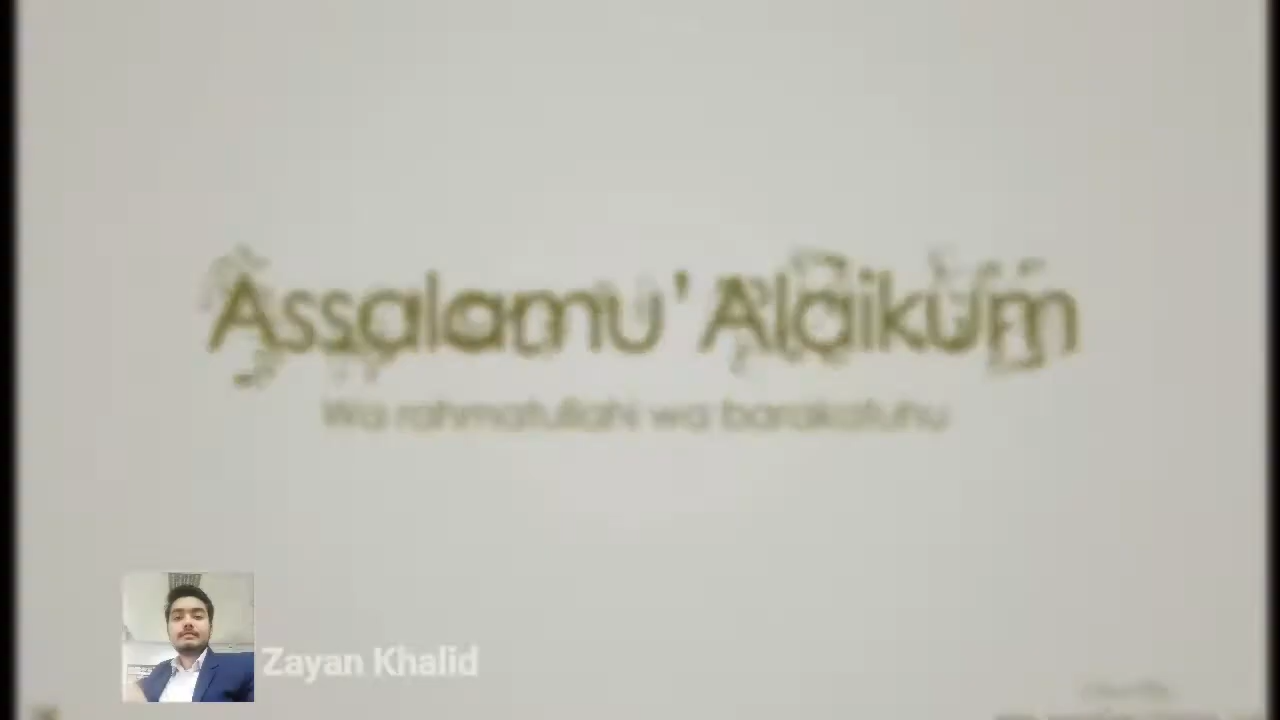 Assalamu 'Alaikum
Wa rahmatullahi wa barakatuhu
Zayan Khalid